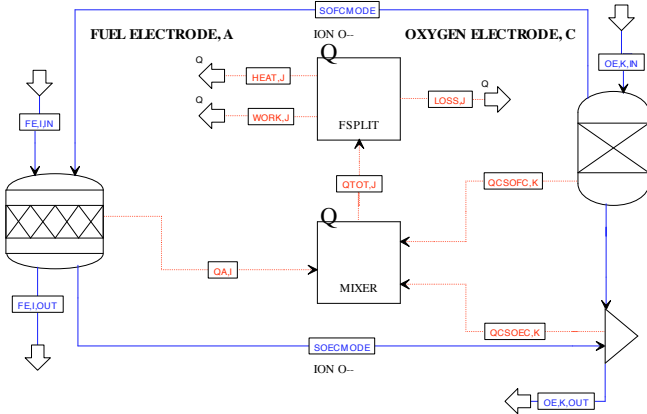 SOFCMODE
FUEL ELECTRODE, A
ION O--
OXYGEN ELECTRODE, C
Q
Q
HEAT,J
OE,K,IN
Q
LOSS,J
Q
WORK,J
FSPLIT
FE,I,IN
QTOT,J
QCSOFC,K
Q
QA,I
MIXER
FE,I,OUT
QCSOEC,K
SOECMODE
ION O--
OE,K,OUT